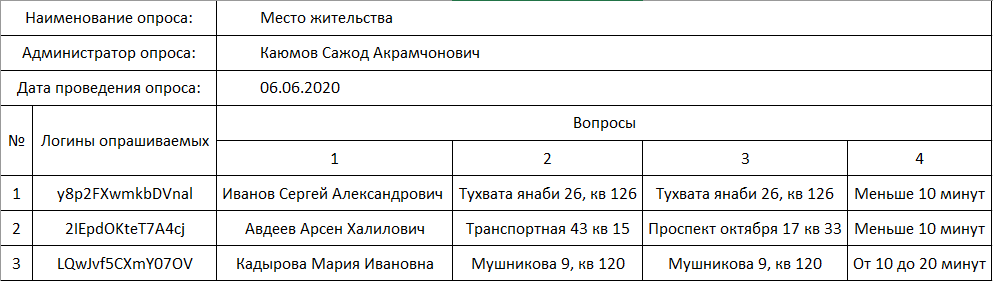 Наименование опроса: Место жительства
Администратор опроса: Каюмов Сажод Акрамчонович
Дата проведения опроса: 06.06.2020
№ Логины опрашиваемых Вопросы
1 2 3 4
1 y8p2FXwmkbDVnal Иванов Сергей Александрович Тухвата янаби 26, кв 126 Тухвата янаби 26, кв 126 Меньше 10 минут
2 2IEpdOKteT7A4cj Авдеев Арсен Халилович Транспортная 43 кв 15 Проспект октября 17 кв 33 Меньше 10 минут
3 LQwJvf5CXmY07OV Кадырова Мария Ивановна Мушникова 9, кв 120 Мушникова 9, кв 120 От 10 до 20 минут